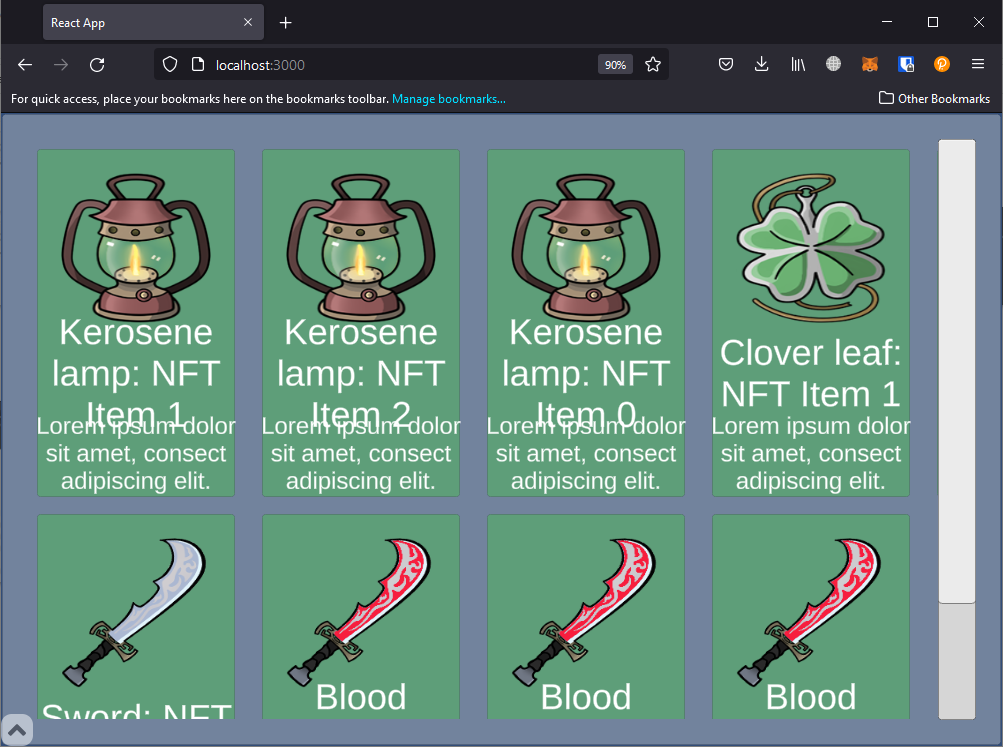 React App
localhost:3000
90%
For quick access, place your bookmarks here on the bookmarks toolbar. Manage bookmarks...
Other Bookmarks
Kerosene
lamp: NFT
Item 1
Lorem ipsum dolor
sit amet, consect
adipiscing elit.
Kerosene
lamp: NFT
Item 2
Lorem ipsum dolor
sit amet, consect
adipiscing elit.
Kerosene
lamp: NFT
Item 0
Lorem ipsum dolor
sit amet, consect
adipiscing elit.
Clover leaf:
NFT Item 1
Lorem ipsum dolor
sit amet, consect
adipiscing elit.
Sword: NFT
Blood
Blood
Blood